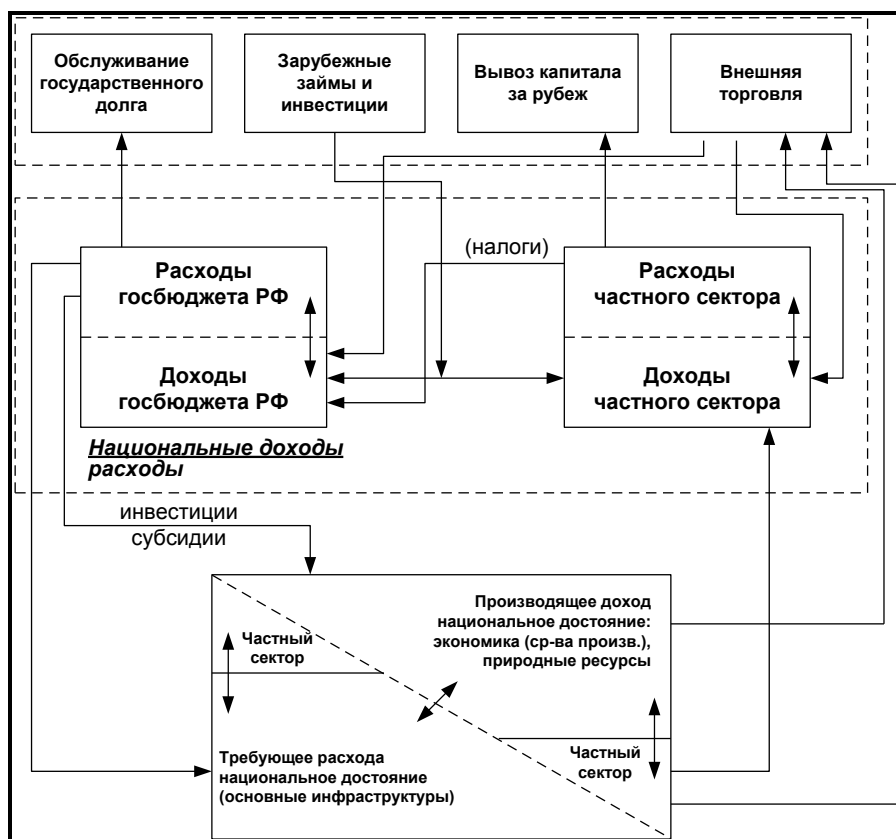 Обслуживание
государственного
долга
Зарубежные
займы и
инвестиции
Вывоз капитала
за рубеж
Внешняя
торговля
(налоги)
Расходы
госбюджета РФ
Доходы
госбюджета РФ
Расходы
частного сектора
Доходы
частного сектора
Национальные доходы
расходы
инвестиции
субсидии
Производящее доход
национальное достояние:
экономика (ср-ва произв.),
природные ресурсы
Частный
сектор
Требующее расхода
национальное достояние
(основные инфраструктуры)
Частный
сектор